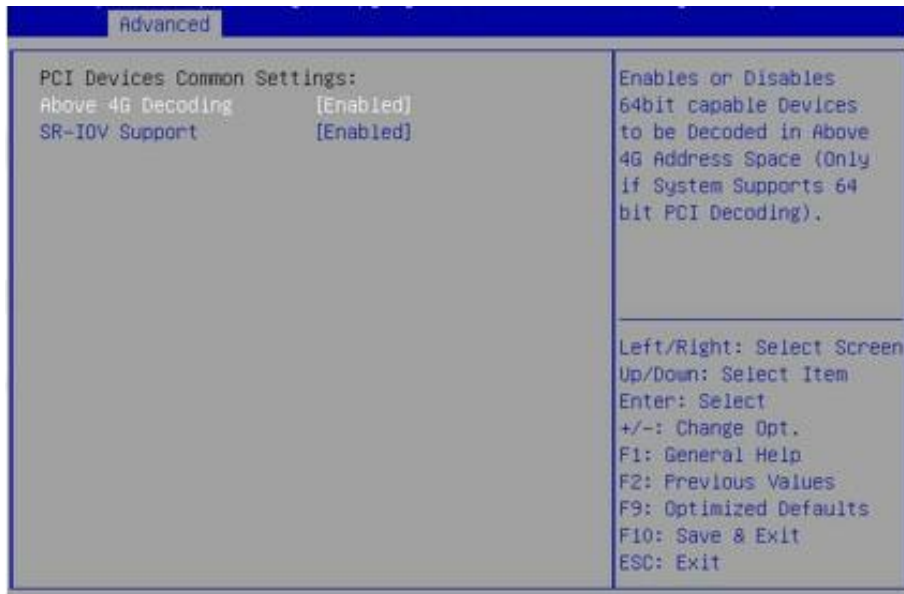 Advanced
PCI Devices Common Settings:
Above 4G Decoding [Enabled]
SR-IOV Support [Enabled]
Enables or Disables
64bit capable Devices
to be Decoded in Above
4G Address Space (Only
if System Supports 64
bit PCI Decoding).
Left/Right: Select Screen
Up/Down: Select Item
Enter: Select
+/-: Change Opt.
F1: General Help
F2: Previous Values
F9: Optimized Defaults
F10: Save & Exit
ESC: Exit